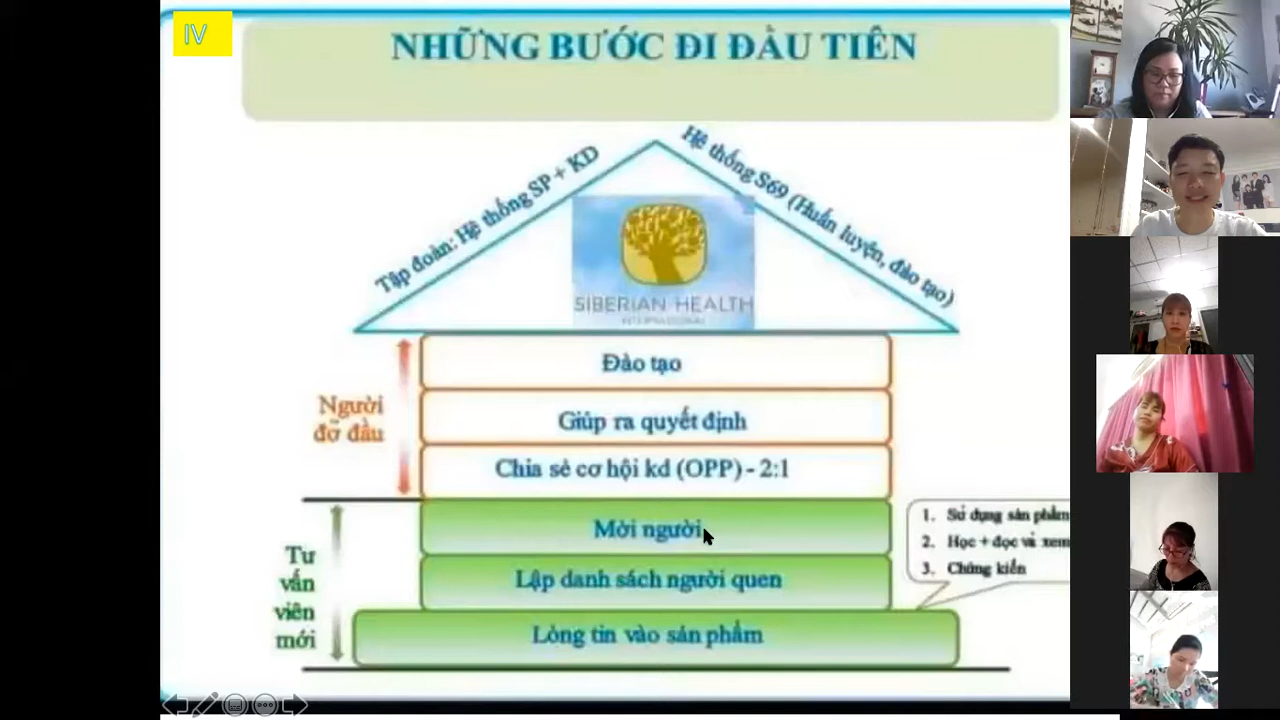 IV
NHỮNG BƯỚC ĐI ĐẦU TIÊN
Tập đoàn: Hệ thống SP + KD
Hệ thống S69 (Huấn luyện, đào tạo)
SIBERIAN HEALTH
INTERNATIONAL
Đào tạo
Giúp ra quyết định
Chia sẻ cơ hội kd (OPP) - 2:1
Người
đỡ đầu
Mời người
Lập danh sách người quen
Lòng tin vào sản phẩm
Tư
vấn
viên
mới
1. Sử dụng sản phẩm
2. Học + đọc và xem
3. Chứng kiến